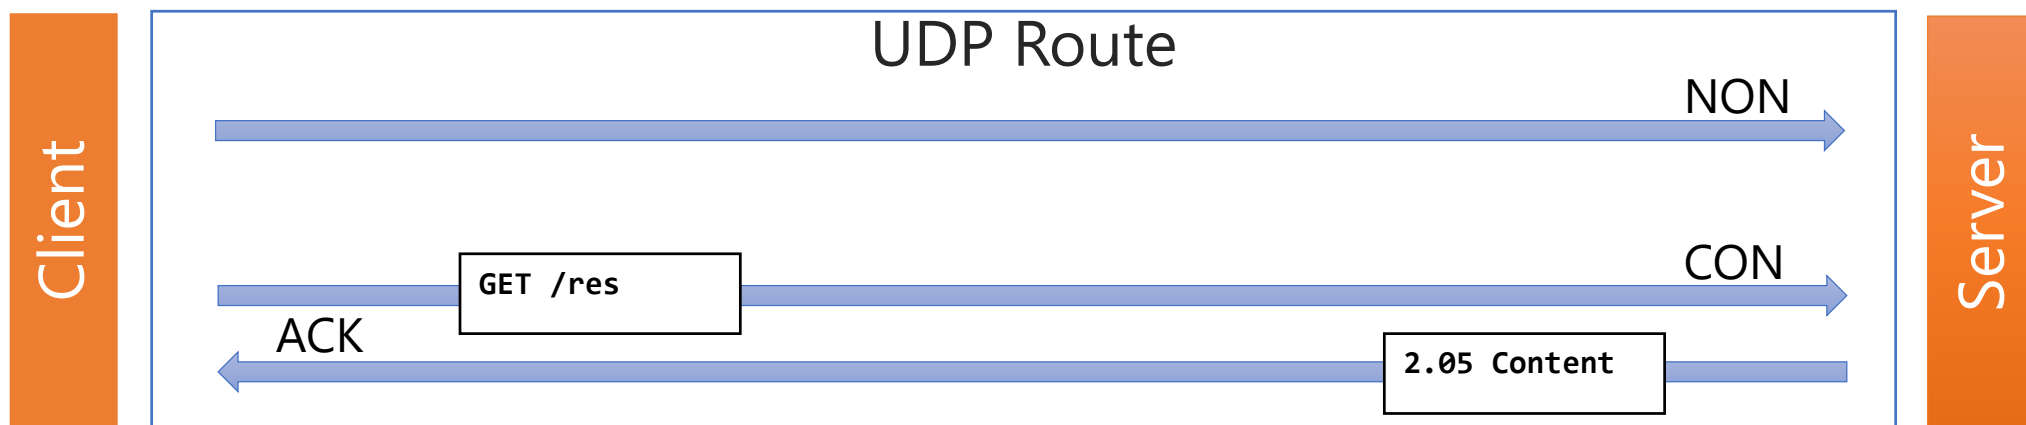 UDP Route
Client
NON
Server
CON
GET /res
ACK
2.05 Content